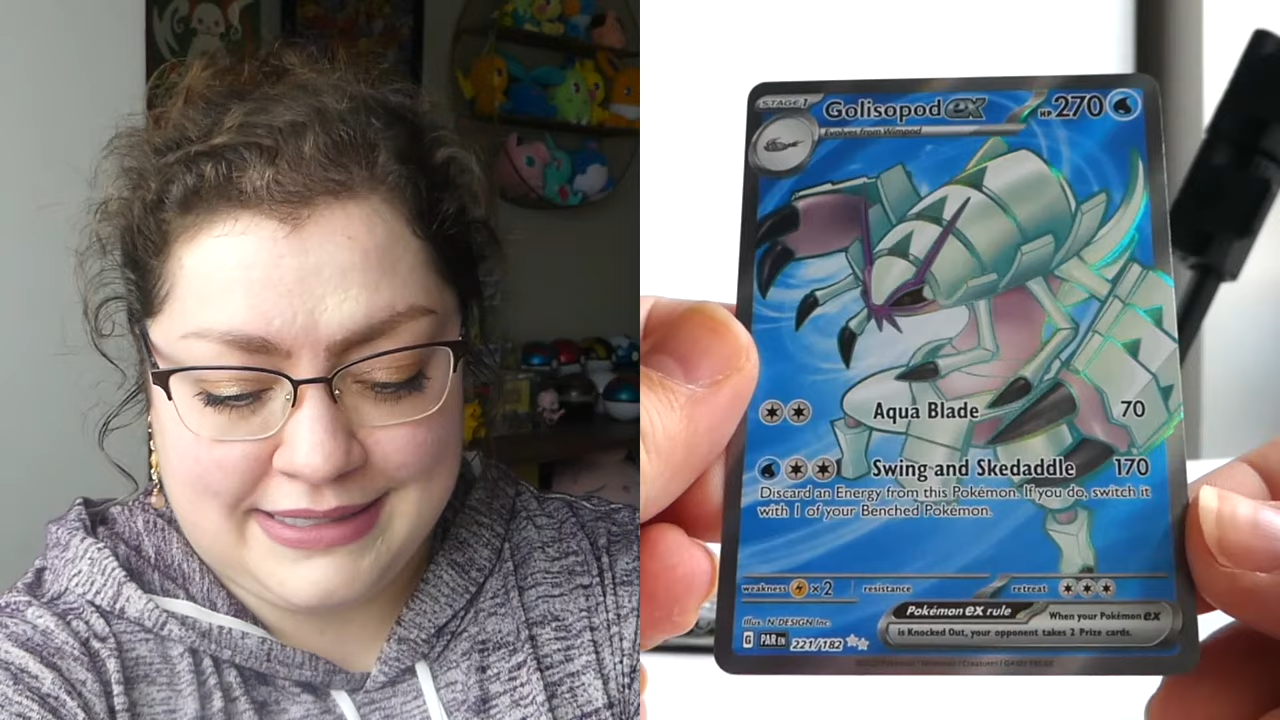 STAGE 1
Golisopod ex HP 270
Evolves from Wimpod
Aqua Blade 70
Swing and Skedaddle 170
Discard an Energy from this Pokémon. If you do, switch it
with 1 of your Benched Pokémon.
weakness ×2 resistance retreat
Pokémon ex rule When your Pokémon ex
is Knocked Out, your opponent takes 2 Prize cards.
Illus. N DESIGN Inc.
G PAR EN 221/182